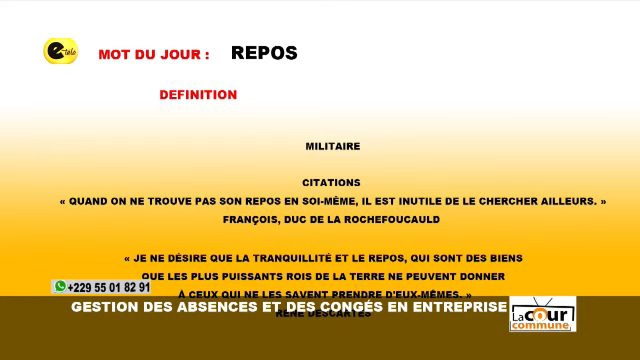 e-tele
MOT DU JOUR : REPOS
DEFINITION
MILITAIRE
CITATIONS
« QUAND ON NE TROUVE PAS SON REPOS EN SOI-MÊME, IL EST INUTILE DE LE CHERCHER AILLEURS. »
FRANÇOIS, DUC DE LA ROCHEFOUCAULD
« JE NE DÉSIRE QUE LA TRANQUILLITÉ ET LE REPOS, QUI SONT DES BIENS
QUE LES PLUS PUISSANTS ROIS DE LA TERRE NE PEUVENT DONNER
À CEUX QUI NE LES SAVENT PRENDRE D'EUX-MÊMES. »
RENÉ DESCARTES
+229 55 01 82 91
GESTION DES ABSENCES ET DES CONGÉS EN ENTREPRISE
La cour
commune